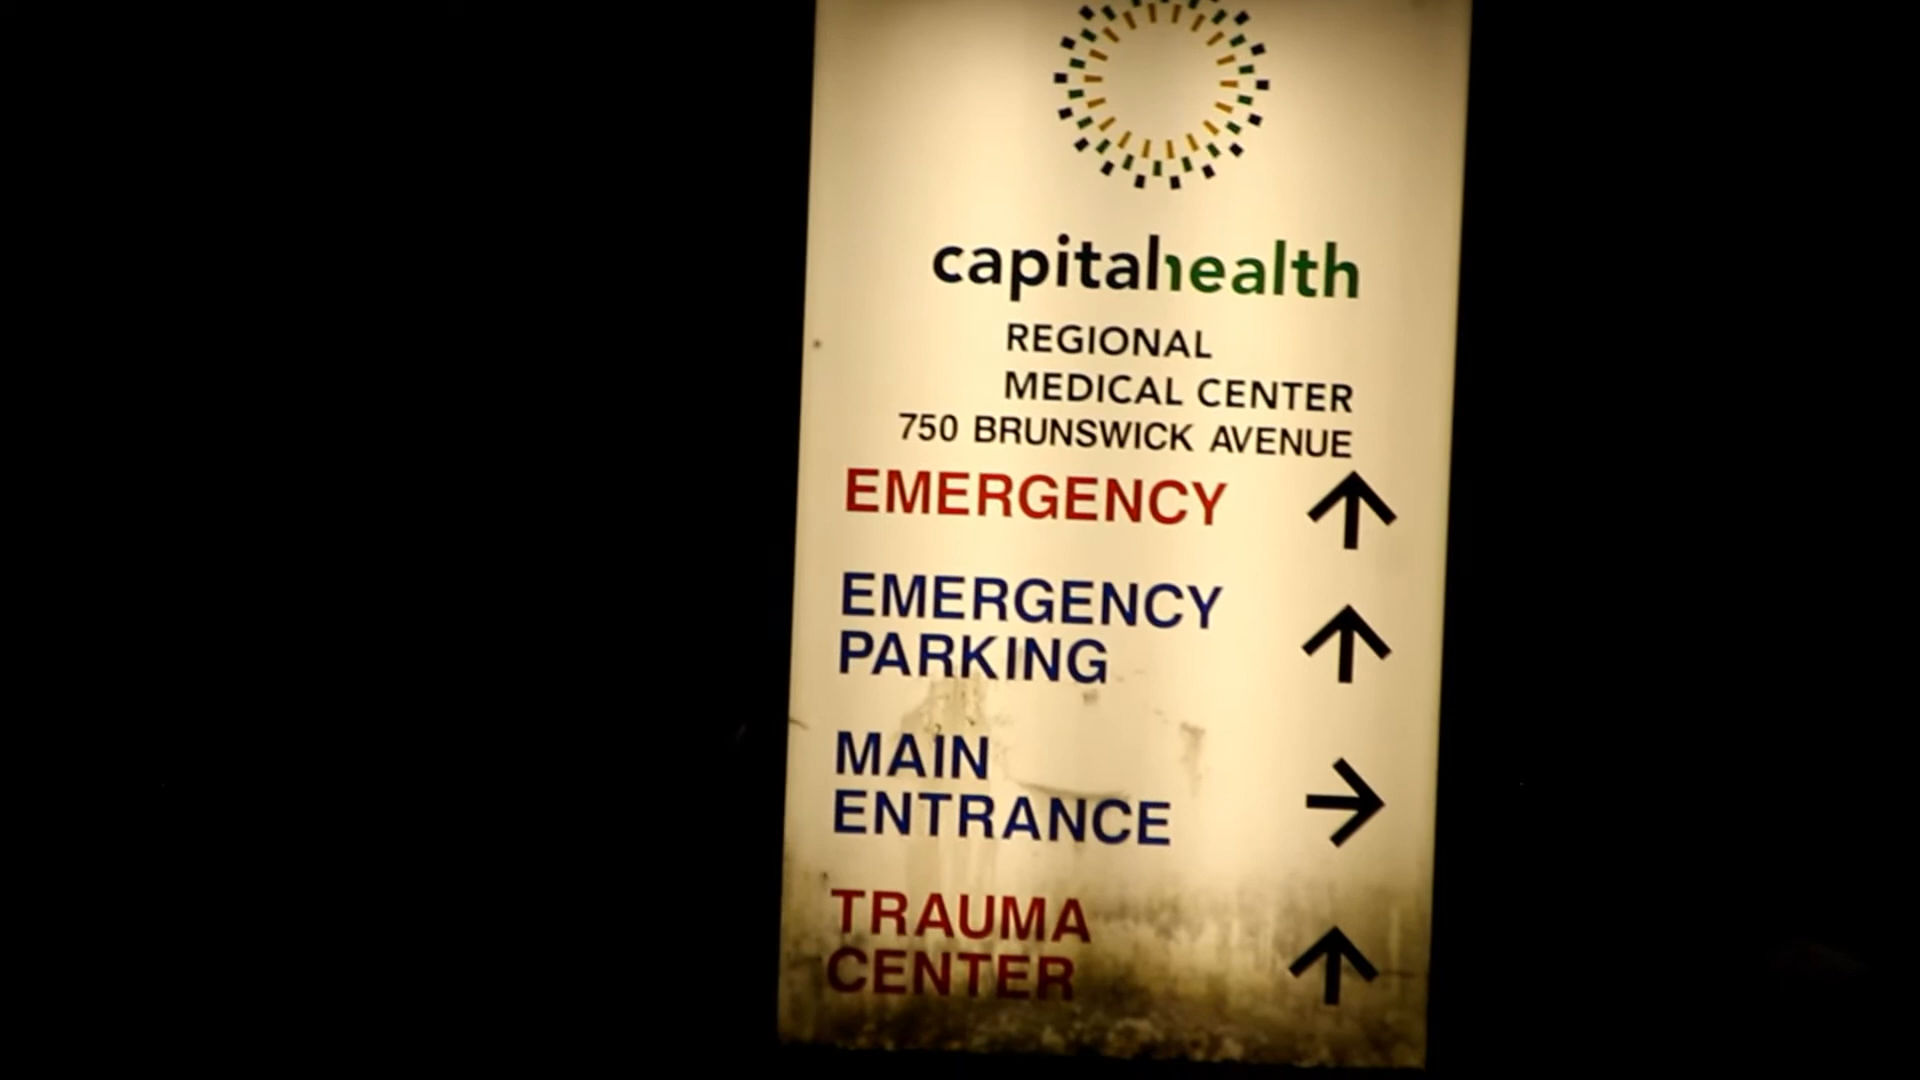 capitalhealth
REGIONAL
MEDICAL CENTER
750 BRUNSWICK AVENUE
EMERGENCY
EMERGENCY
PARKING
MAIN
ENTRANCE
TRAUMA
CENTER